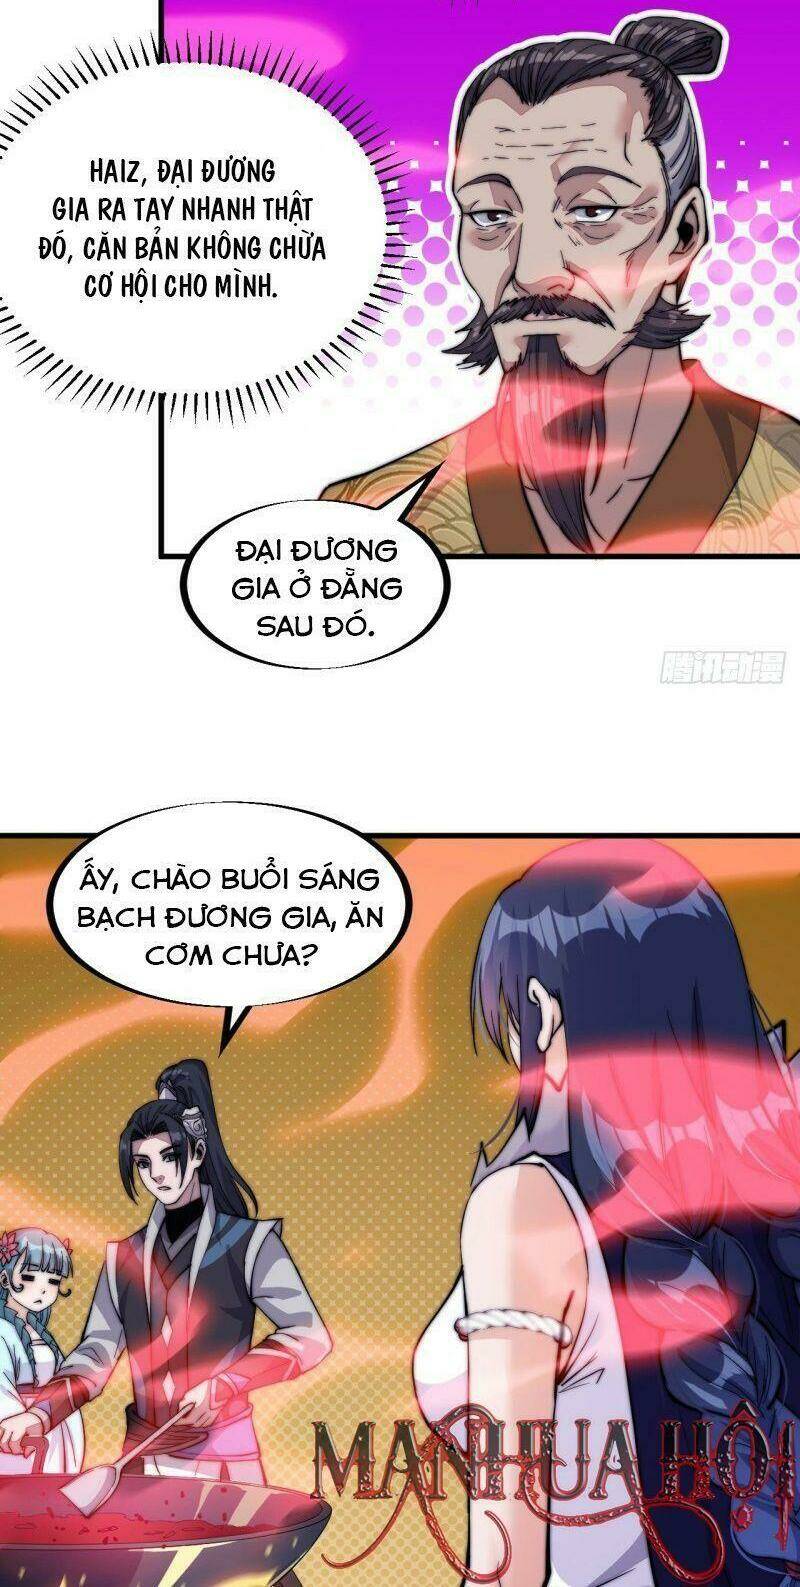 HAIZ, ĐẠI ĐƯƠNG
GIA RA TAY NHANH THẬT
ĐÓ, CĂN BẢN KHÔNG CHỪA
CƠ HỘI CHO MÌNH.
ĐẠI ĐƯƠNG
GIA Ở ĐẰNG
SAU ĐÓ.
腾讯动漫
ẤY, CHÀO BUỔI SÁNG
BẠCH ĐƯƠNG GIA, ĂN
CƠM CHƯA?
MANHUA HỘI